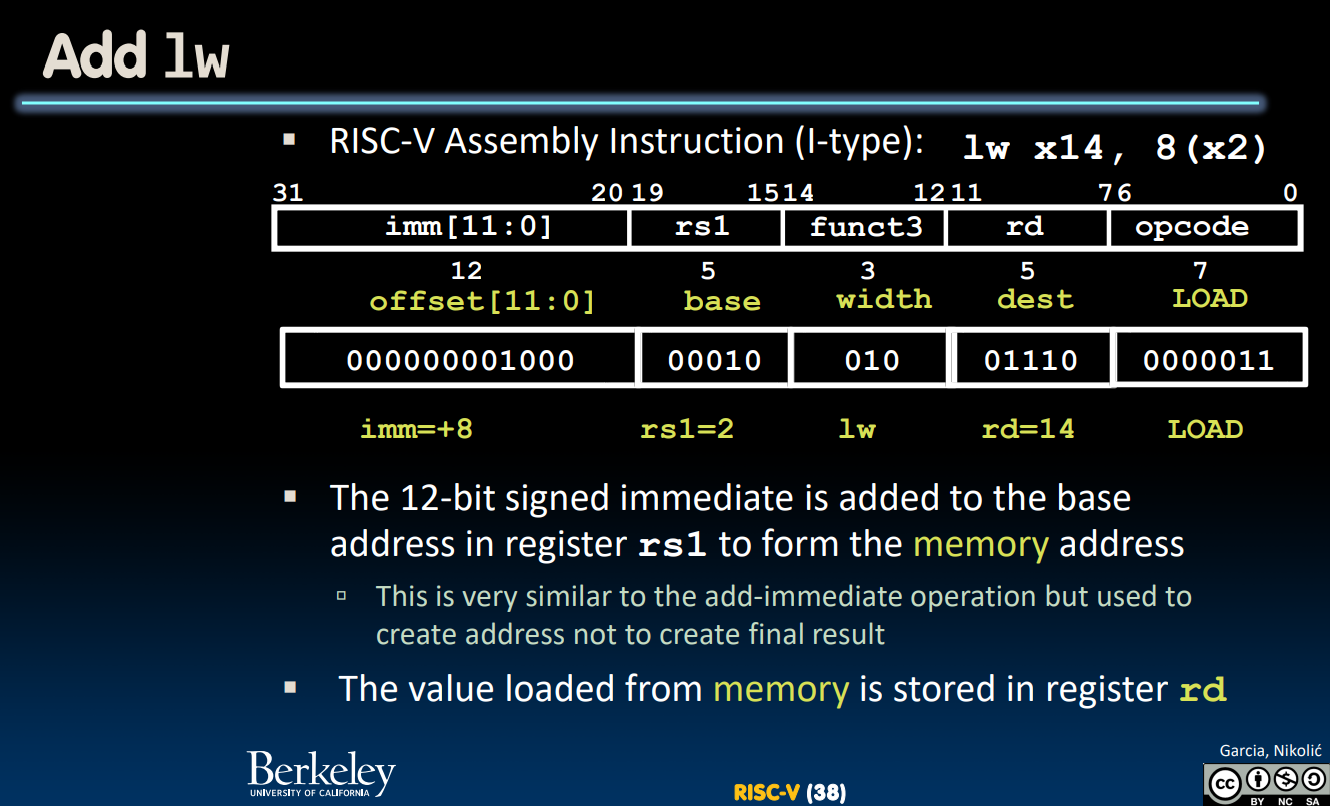 Add lw
▪ RISC-V Assembly Instruction (I-type): lw x14, 8(x2)
31 20 19 15 14 12 11 7 6 0
imm[11:0] rs1 funct3 rd opcode
12 5 3 5 7
offset[11:0] base width dest LOAD
000000001000 00010 010 01110 0000011
imm=+8 rs1=2 lw rd=14 LOAD
▪ The 12-bit signed immediate is added to the base
address in register rs1 to form the memory address
▫ This is very similar to the add-immediate operation but used to
create address not to create final result
▪ The value loaded from memory is stored in register rd
Berkeley
UNIVERSITY OF CALIFORNIA
RISC-V (38)
Garcia, Nikolić
cc
BY NC SA